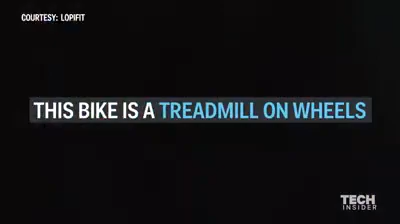 COURTESY: LOPIFIT
THIS BIKE IS A TREADMILL ON WHEELS
TECH
INSIDER